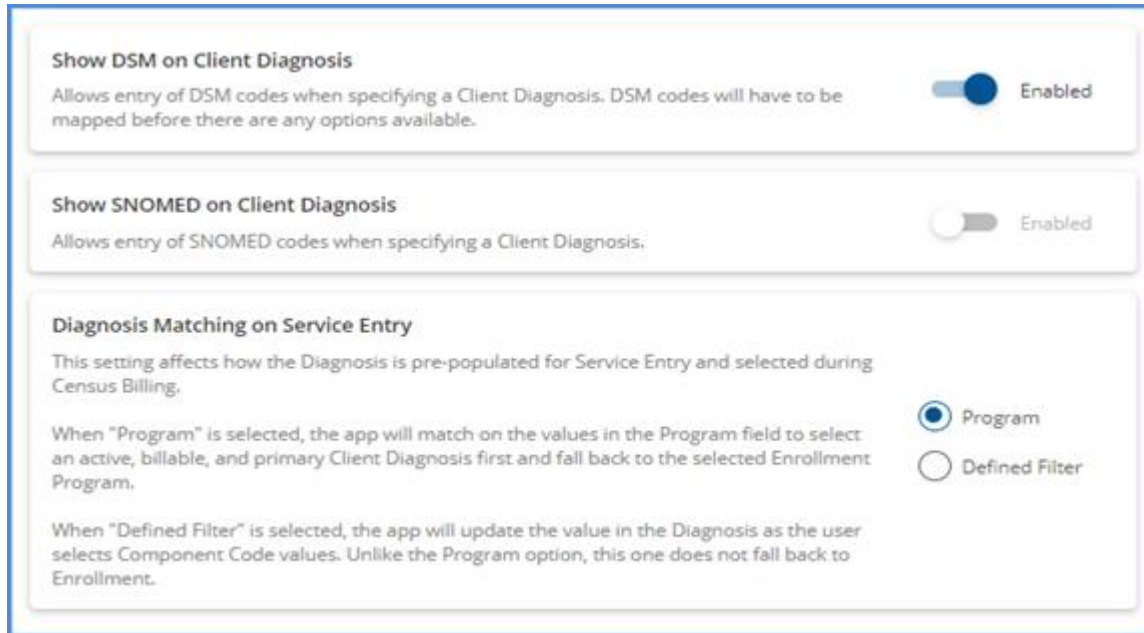 Show DSM on Client Diagnosis
Allows entry of DSM codes when specifying a Client Diagnosis. DSM codes will have to be
mapped before there are any options available.
Enabled
Show SNOMED on Client Diagnosis
Allows entry of SNOMED codes when specifying a Client Diagnosis.
Enabled
Diagnosis Matching on Service Entry
This setting affects how the Diagnosis is pre-populated for Service Entry and selected during
Census Billing.
When "Program" is selected, the app will match on the values in the Program field to select
an active, billable, and primary Client Diagnosis first and fall back to the selected Enrollment
Program.
When "Defined Filter" is selected, the app will update the value in the Diagnosis as the user
selects Component Code values. Unlike the Program option, this one does not fall back to
Enrollment.
Program
Defined Filter